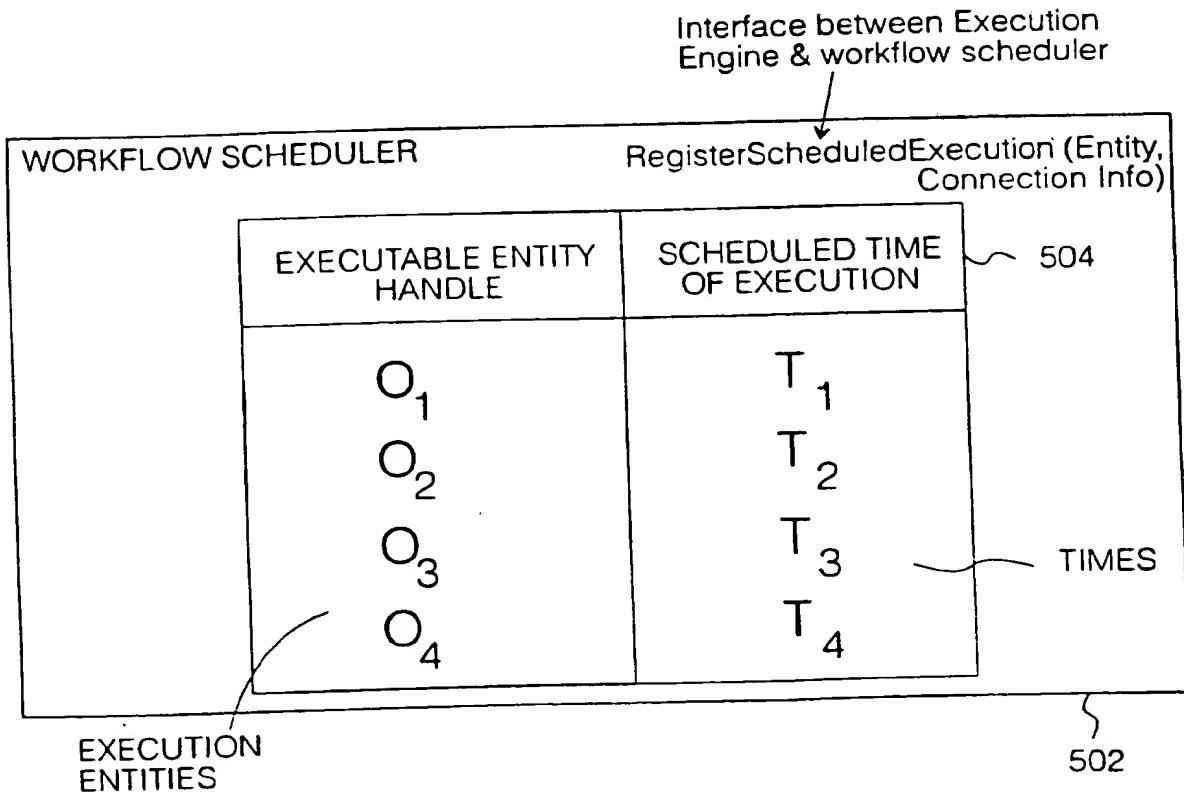 Interface between Execution
Engine & workflow scheduler
WORKFLOW SCHEDULER
RegisterScheduledExecution (Entity,
Connection Info)
EXECUTABLE ENTITY
HANDLE
SCHEDULED TIME
OF EXECUTION
504
O1 T1
O2 T2
O3 T3
TIMES
O4 T4
EXECUTION
ENTITIES
502